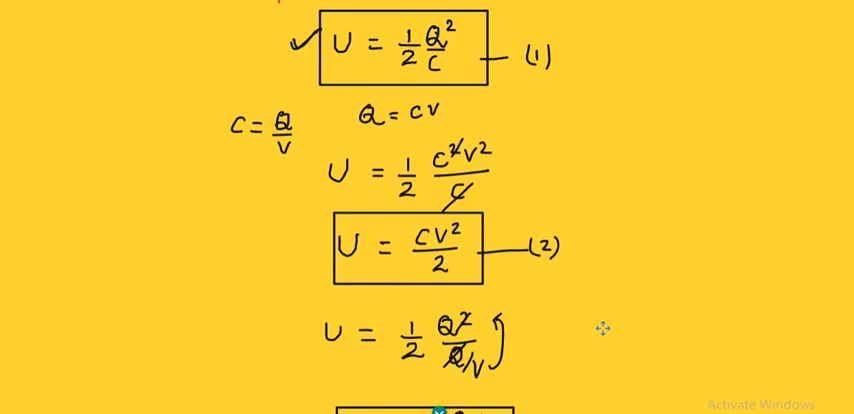 U = 1/2 Q²/C — (1)
C = Q/V Q = CV
U = 1/2 C²V²/C
U = CV²/2 — (2)
U = 1/2 Q²/Q/V
Activate Windows